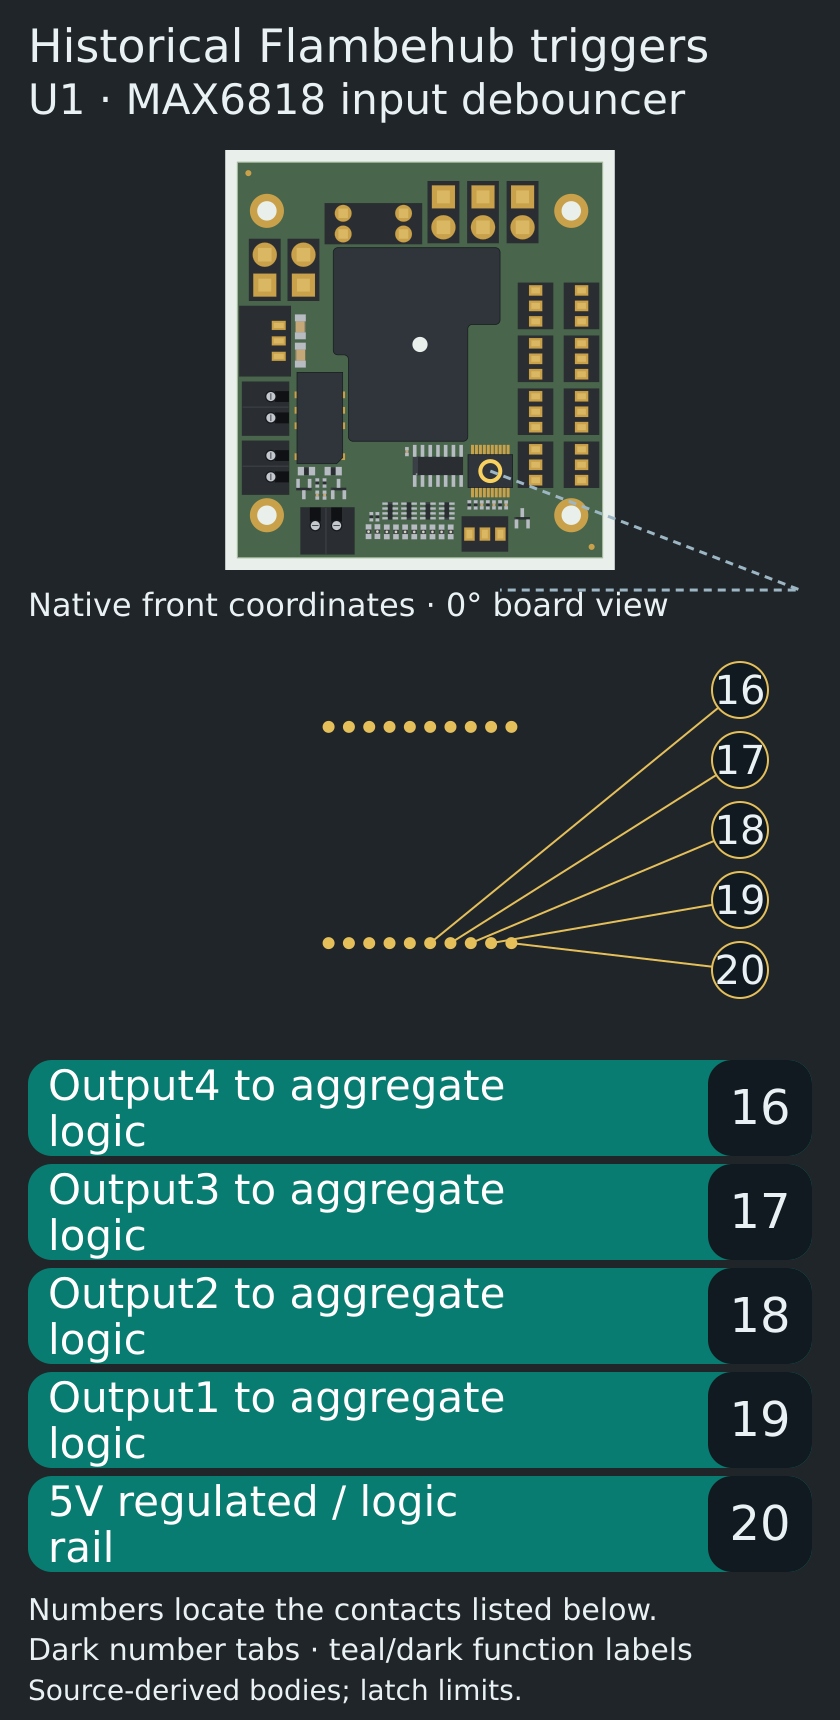 Historical Flambehub triggers
U1 · MAX6818 input debouncer
Native front coordinates · 0° board view
16
17
18
19
20
Output4 to aggregate
logic
16
Output3 to aggregate
logic
17
Output2 to aggregate
logic
18
Output1 to aggregate
logic
19
5V regulated / logic
rail
20
Numbers locate the contacts listed below.
Dark number tabs · teal/dark function labels
Source-derived bodies; latch limits.